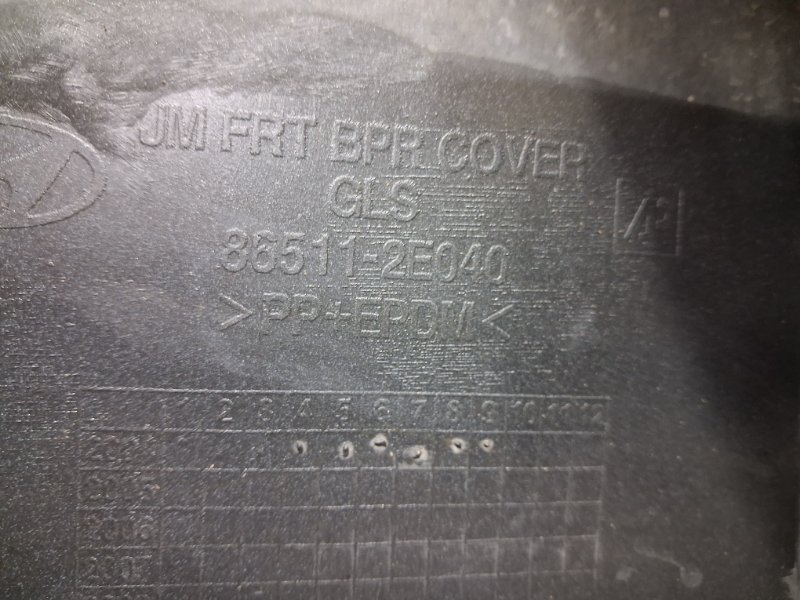 JM FRT BPR COVER
GLS
86511-2E040
>PP+EPDM<
1 2 3 4 5 6 7 8 9 10 11 12
2005
2006
2007